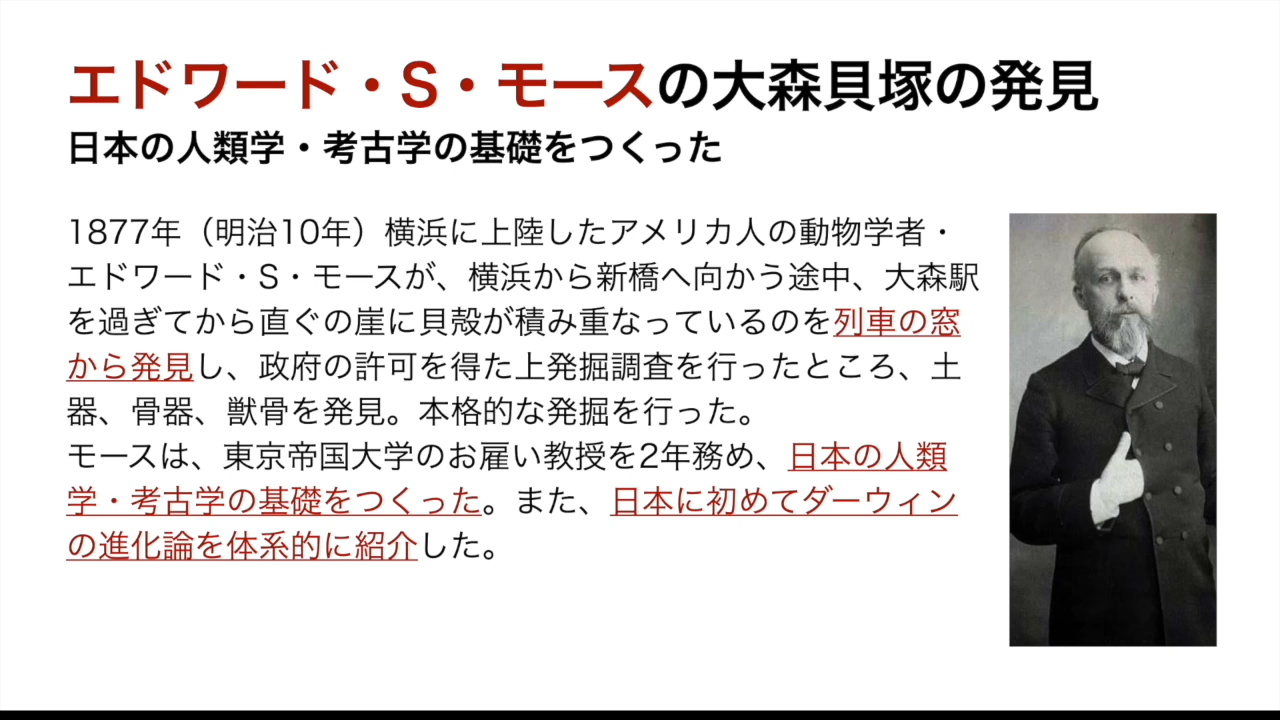 エドワード・S・モースの大森貝塚の発見
日本の人類学・考古学の基礎をつくった
1877年（明治10年）横浜に上陸したアメリカ人の動物学者・
エドワード・S・モースが、横浜から新橋へ向かう途中、大森駅
を過ぎてから直ぐの崖に貝殻が積み重なっているのを列車の窓
から発見し、政府の許可を得た上発掘調査を行ったところ、土
器、骨器、獣骨を発見。本格的な発掘を行った。
モースは、東京帝国大学のお雇い教授を2年務め、日本の人類
学・考古学の基礎をつくった。また、日本に初めてダーウィン
の進化論を体系的に紹介した。